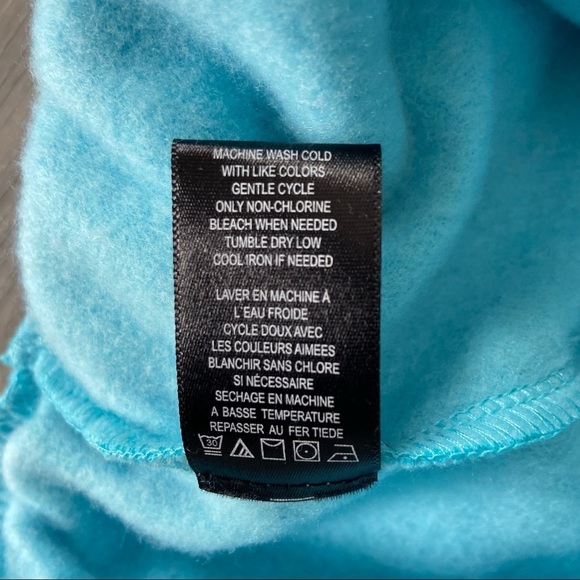 MACHINE WASH COLD
WITH LIKE COLORS
GENTLE CYCLE
ONLY NON-CHLORINE
BLEACH WHEN NEEDED
TUMBLE DRY LOW
COOL IRON IF NEEDED
LAVER EN MACHINE À
L'EAU FROIDE
CYCLE DOUX AVEC
LES COULEURS AIMEES
BLANCHIR SANS CHLORE
SI NÉCESSAIRE
SECHAGE EN MACHINE
A BASSE TEMPERATURE
REPASSER AU FER TIEDE
30